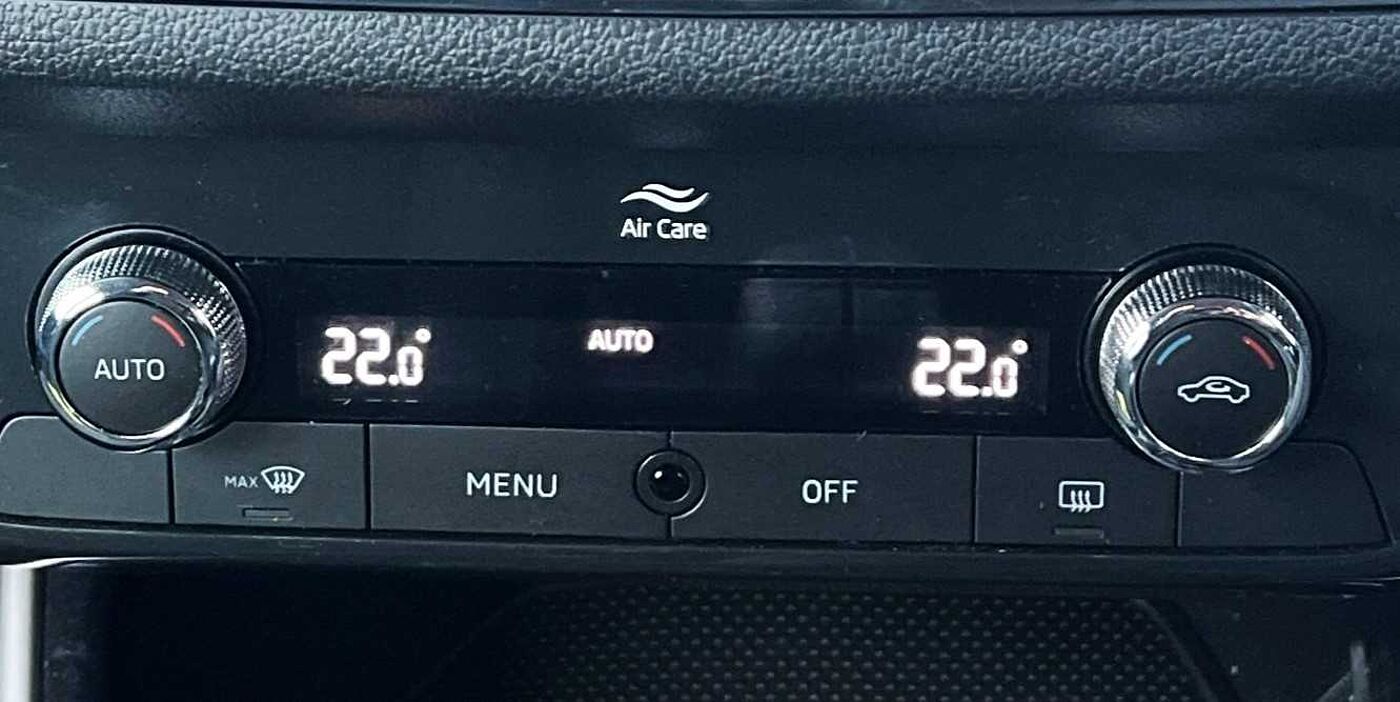 Air Care
AUTO
22.0°
AUTO
22.0°
MAX
MENU
OFF